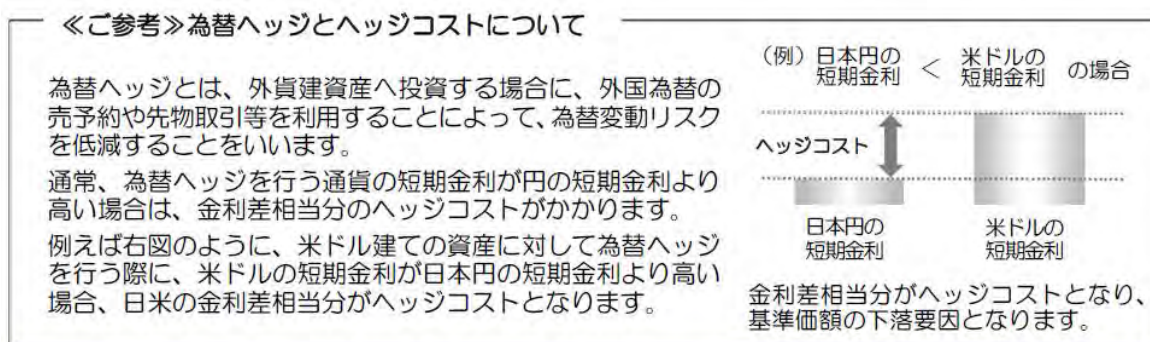 ≪ご参考≫為替ヘッジとヘッジコストについて
為替ヘッジとは、外貨建資産へ投資する場合に、外国為替の
売予約や先物取引等を利用することによって、為替変動リスク
を低減することをいいます。
通常、為替ヘッジを行う通貨の短期金利が円の短期金利より
高い場合は、金利差相当分のヘッジコストがかかります。
例えば右図のように、米ドル建ての資産に対して為替ヘッジ
を行う際に、米ドルの短期金利が日本円の短期金利より高い
場合、日米の金利差相当分がヘッジコストとなります。
（例）日本円の短期金利 ＜ 米ドルの短期金利 の場合
ヘッジコスト
日本円の
短期金利
米ドルの
短期金利
金利差相当分がヘッジコストとなり、
基準価額の下落要因となります。